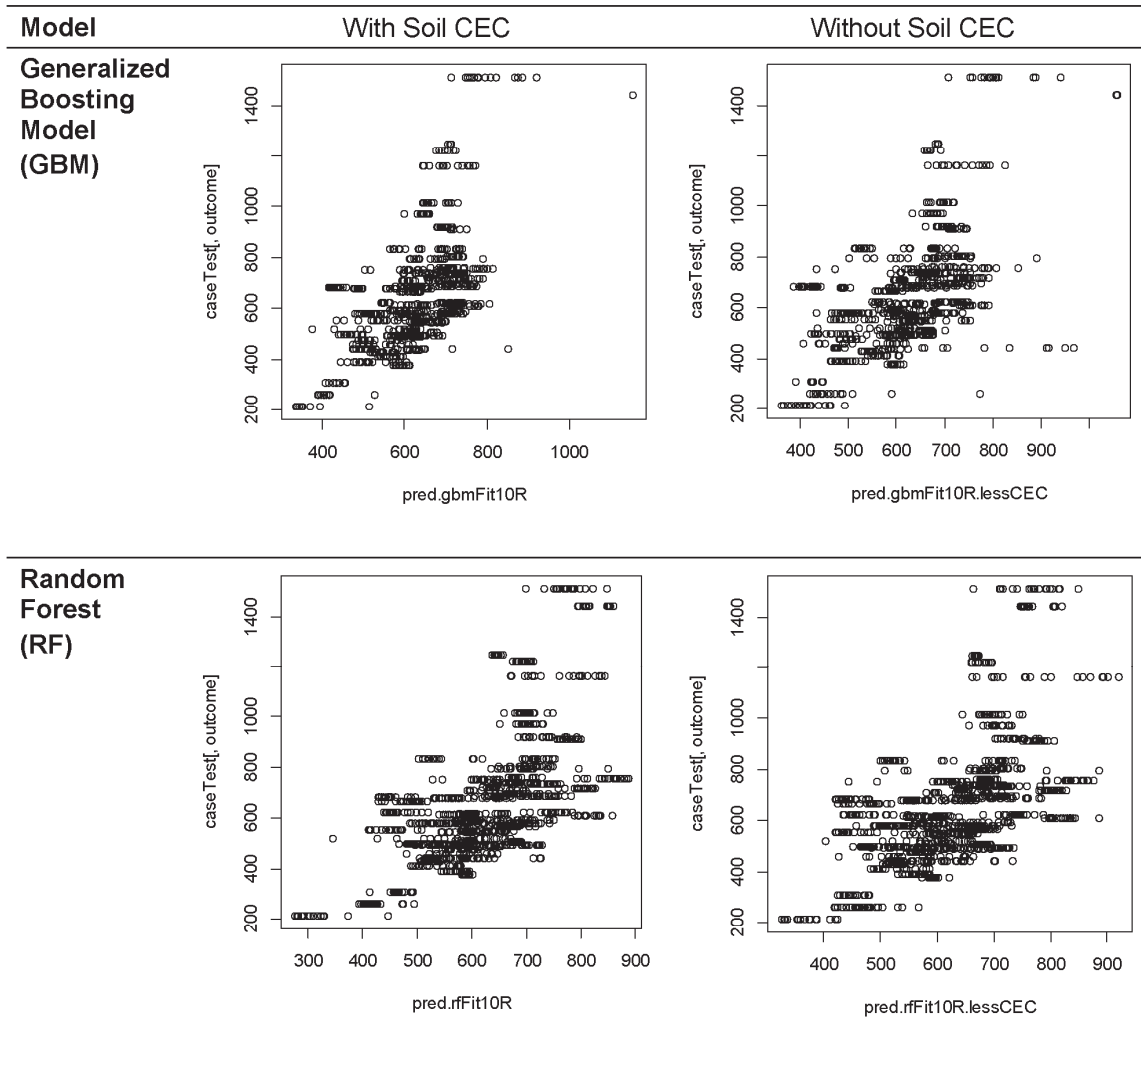 Model With Soil CEC Without Soil CEC
Generalized
Boosting
Model
(GBM)
caseTest[, outcome]
1400
1000
800
600
400
200
400 600 800 1000
pred.gbmFit10R
caseTest[, outcome]
1400
1000
800
600
400
200
400 500 600 700 800 900
pred.gbmFit10R.lessCEC
Random
Forest
(RF)
caseTest[, outcome]
1400
1000
800
600
400
200
300 400 500 600 700 800 900
pred.rfFit10R
caseTest[, outcome]
1400
1000
800
600
400
200
400 500 600 700 800 900
pred.rfFit10R.lessCEC